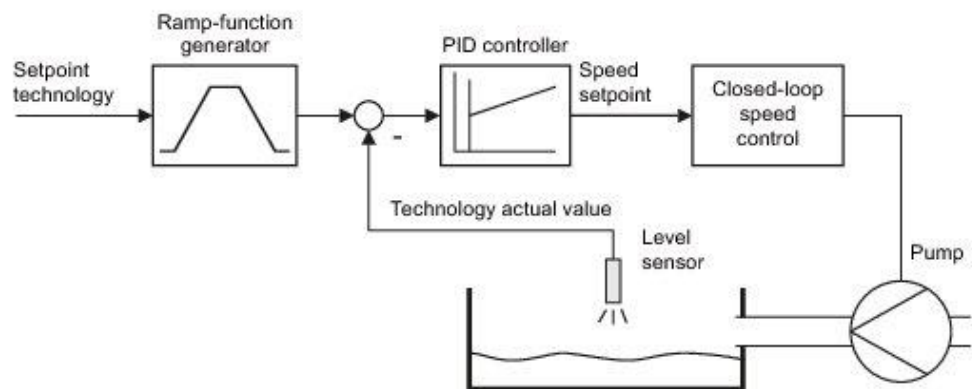 Ramp-function
generator
Setpoint
technology
PID controller
Speed
setpoint
Closed-loop
speed
control
-
Technology actual value
Level
sensor
Pump